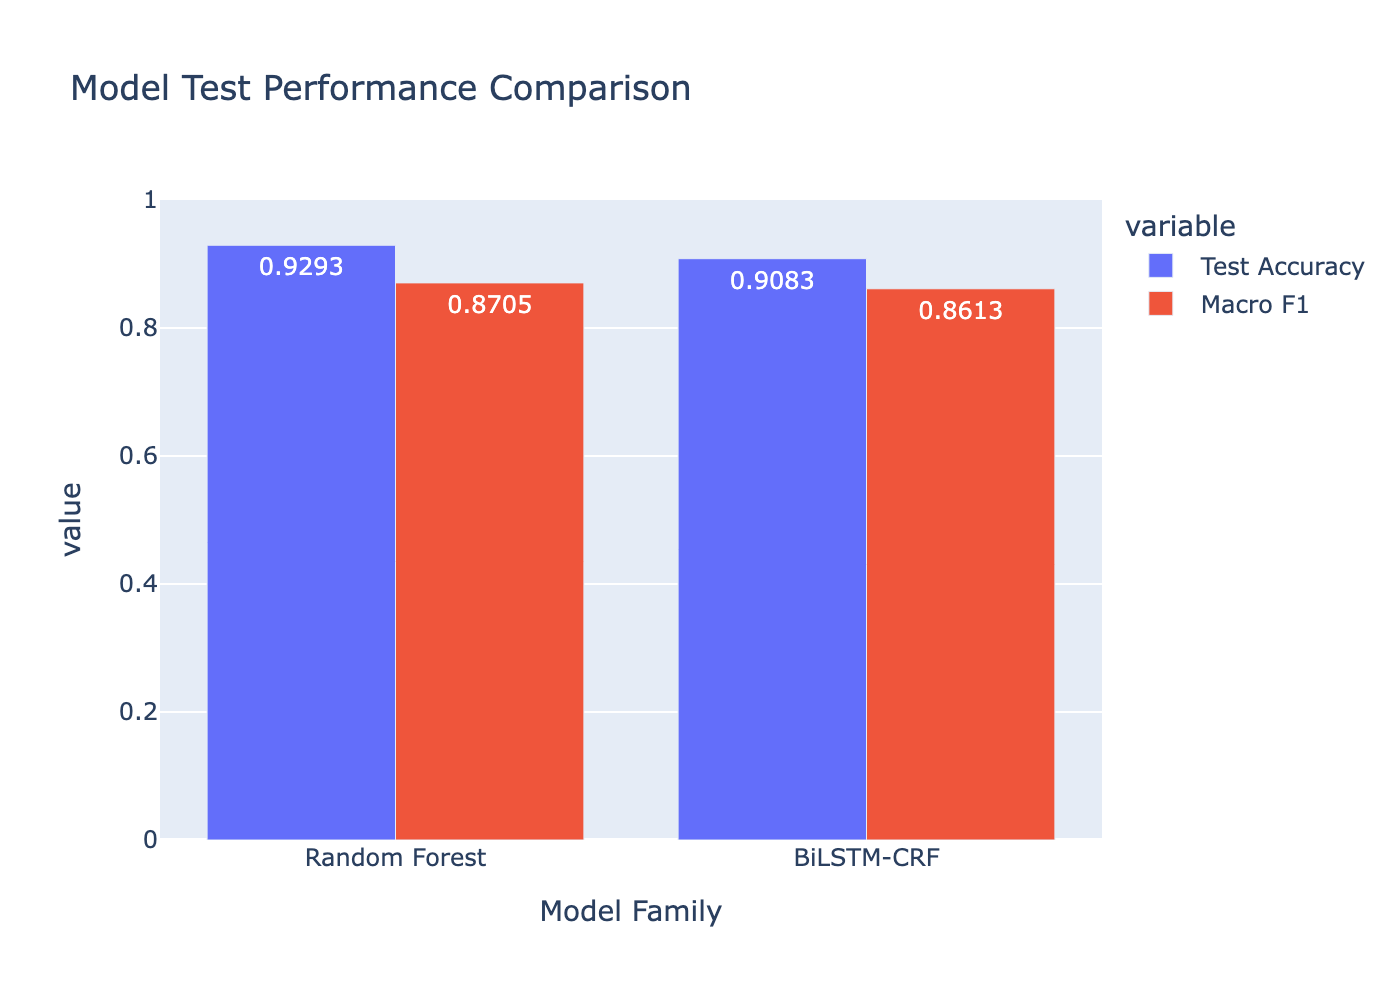 Model Test Performance Comparison
variable
Test Accuracy
Macro F1
value
1
0.8
0.6
0.4
0.2
0
0.9293
0.8705
0.9083
0.8613
Random Forest
BiLSTM-CRF
Model Family